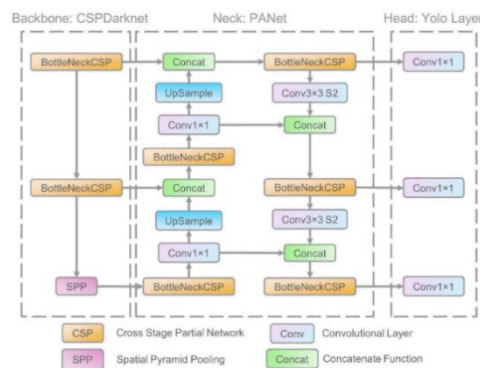 Backbone: CSPDarknet Neck: PANet Head: Yolo Layer
BottleNeckCSP Concat BottleNeckCSP Conv1×1
UpSample Conv3×3 S2
Conv1×1 Concat
BottleNeckCSP
BottleNeckCSP Concat BottleNeckCSP Conv1×1
UpSample Conv3×3 S2
Conv1×1 Concat
SPP BottleNeckCSP BottleNeckCSP Conv1×1
CSP Cross Stage Partial Network Conv Convolutional Layer
SPP Spatial Pyramid Pooling Concat Concatenate Function